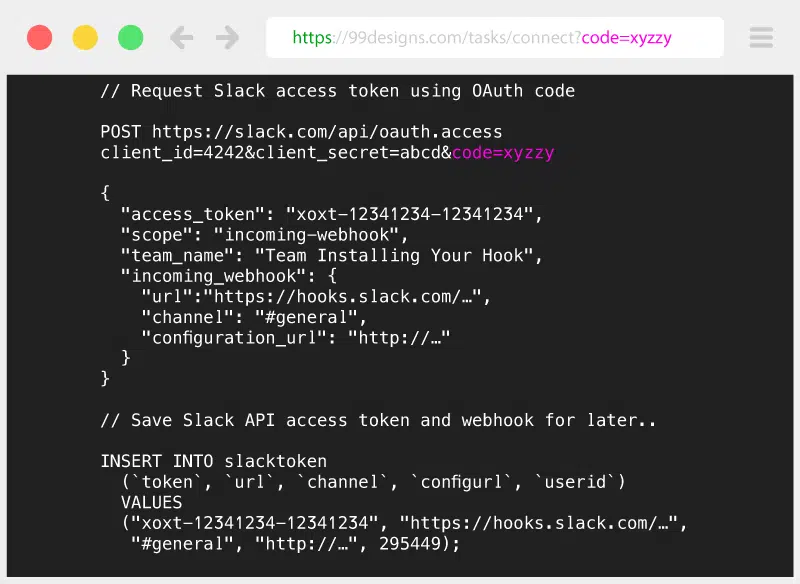 https://99designs.com/tasks/connect?code=xyzzy
// Request Slack access token using OAuth code
POST https://slack.com/api/oauth.access
client_id=4242&client_secret=abcd&code=xyzzy
{
"access_token": "xoxt-12341234-12341234",
"scope": "incoming-webhook",
"team_name": "Team Installing Your Hook",
"incoming_webhook": {
"url":"https://hooks.slack.com/…",
"channel": "#general",
"configuration_url": "http://…"
}
}
// Save Slack API access token and webhook for later..
INSERT INTO slacktoken
(`token`, `url`, `channel`, `configurl`, `userid`)
VALUES
("xoxt-12341234-12341234", "https://hooks.slack.com/…",
"#general", "http://…", 295449);